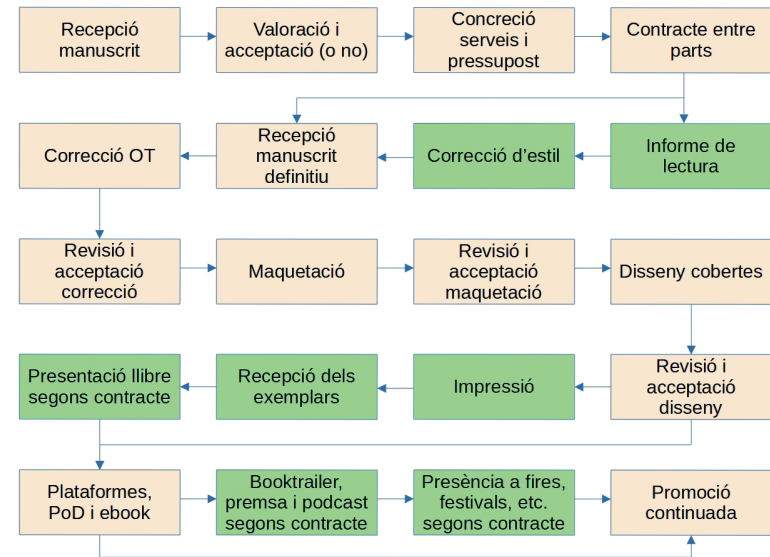 Recepció
manuscrit
Valoració i
acceptació (o no)
Concreció
serveis i
pressupost
Contracte entre
parts
Correcció OT
Recepció
manuscrit
definitiu
Correcció d’estil
Informe de
lectura
Revisió i
acceptació
correcció
Maquetació
Revisió i
acceptació
maquetació
Disseny cobertes
Presentació llibre
segons contracte
Recepció dels
exemplars
Impressió
Revisió i
acceptació
disseny
Plataformes,
PoD i ebook
Booktrailer,
premsa i podcast
segons contracte
Presència a fires,
festivals, etc.
segons contracte
Promoció
continuada